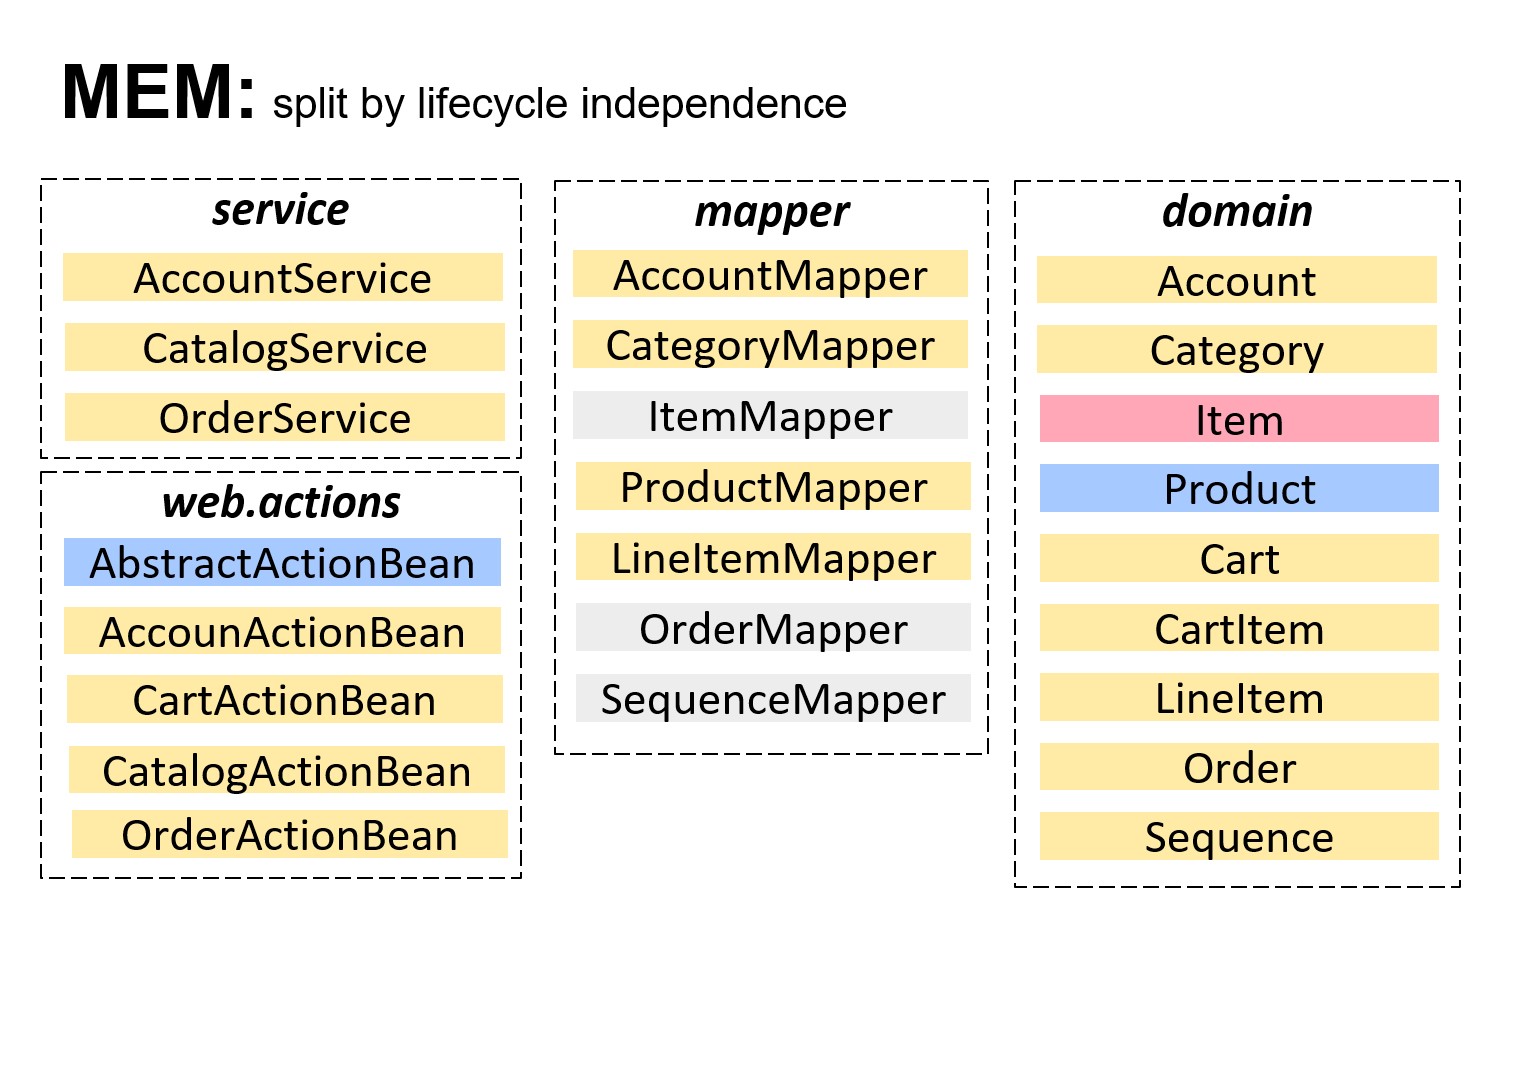 MEM: split by lifecycle independence
service
AccountService
CatalogService
OrderService
web.actions
AbstractActionBean
AccounActionBean
CartActionBean
CatalogActionBean
OrderActionBean
mapper
AccountMapper
CategoryMapper
ItemMapper
ProductMapper
LineItemMapper
OrderMapper
SequenceMapper
domain
Account
Category
Item
Product
Cart
CartItem
LineItem
Order
Sequence